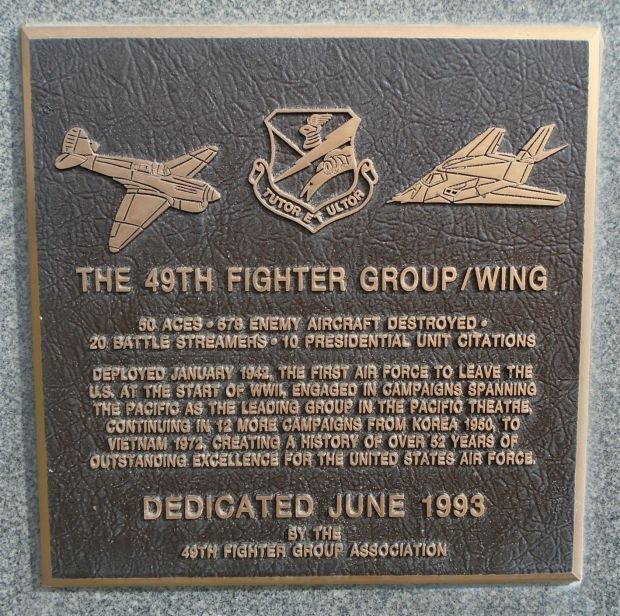 TUTOR ET ULTOR
THE 49TH FIGHTER GROUP/WING
50 ACES • 678 ENEMY AIRCRAFT DESTROYED •
20 BATTLE STREAMERS • 10 PRESIDENTIAL UNIT CITATIONS
DEPLOYED JANUARY 1942, THE FIRST AIR FORCE TO LEAVE THE
U.S. AT THE START OF WWII, ENGAGED IN CAMPAIGNS SPANNING
THE PACIFIC AS THE LEADING GROUP IN THE PACIFIC THEATRE,
CONTINUING IN 12 MORE CAMPAIGNS FROM KOREA 1950, TO
VIETNAM 1972, CREATING A HISTORY OF OVER 52 YEARS OF
OUTSTANDING EXCELLENCE FOR THE UNITED STATES AIR FORCE.
DEDICATED JUNE 1993
BY THE
49TH FIGHTER GROUP ASSOCIATION